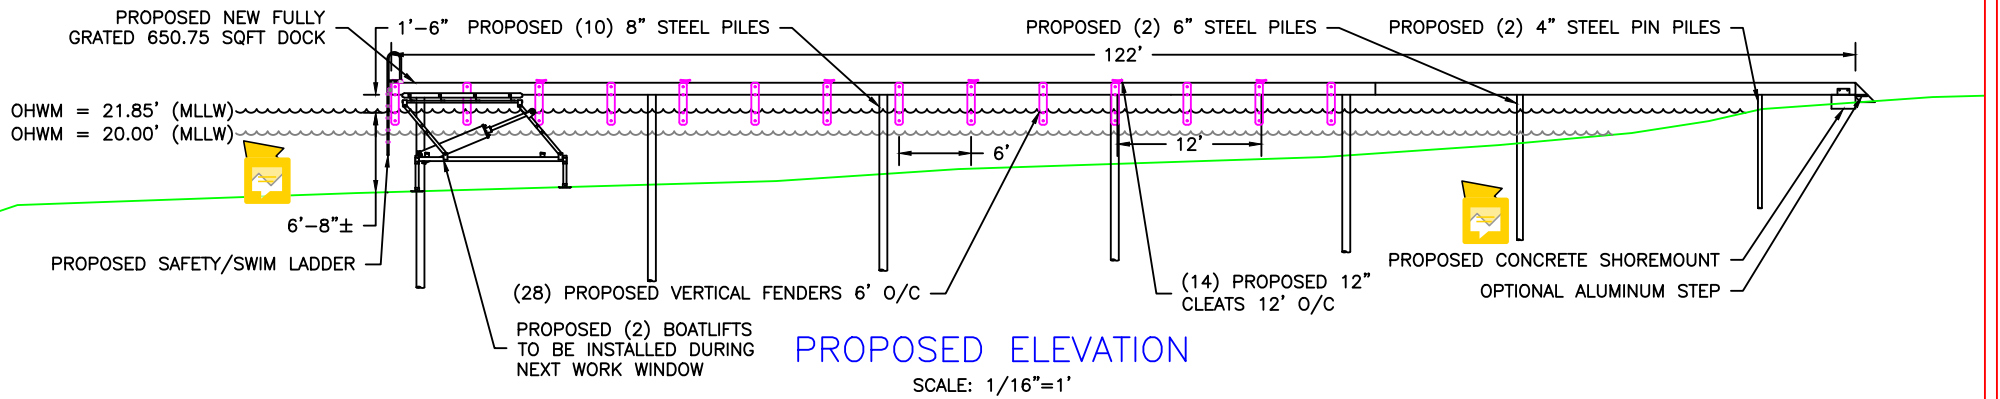 PROPOSED NEW FULLY
GRATED 650.75 SQFT DOCK
1'-6"
PROPOSED (10) 8" STEEL PILES
PROPOSED (2) 6" STEEL PILES
PROPOSED (2) 4" STEEL PIN PILES
122'
OHWM = 21.85' (MLLW)
OHWM = 20.00' (MLLW)
6'
12'
6'-8"±
PROPOSED SAFETY/SWIM LADDER
(28) PROPOSED VERTICAL FENDERS 6' O/C
(14) PROPOSED 12"
CLEATS 12' O/C
PROPOSED CONCRETE SHOREMOUNT
OPTIONAL ALUMINUM STEP
PROPOSED (2) BOATLIFTS
TO BE INSTALLED DURING
NEXT WORK WINDOW
PROPOSED ELEVATION
SCALE: 1/16"=1'